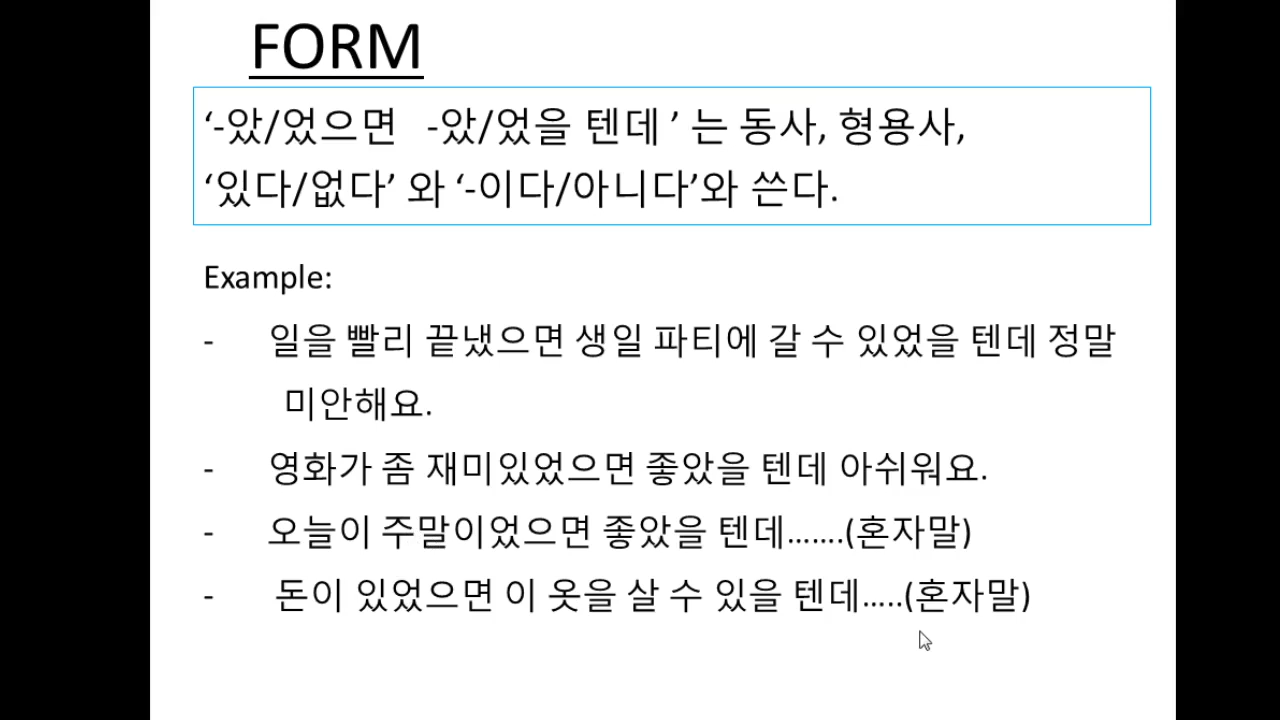 FORM
‘-았/었으면 -았/었을 텐데 ’ 는 동사, 형용사,
‘있다/없다’ 와 ‘-이다/아니다’와 쓴다.
Example:
- 일을 빨리 끝냈으면 생일 파티에 갈 수 있었을 텐데 정말
미안해요.
- 영화가 좀 재미있었으면 좋았을 텐데 아쉬워요.
- 오늘이 주말이었으면 좋았을 텐데…….(혼자말)
- 돈이 있었으면 이 옷을 살 수 있을 텐데…..(혼자말)